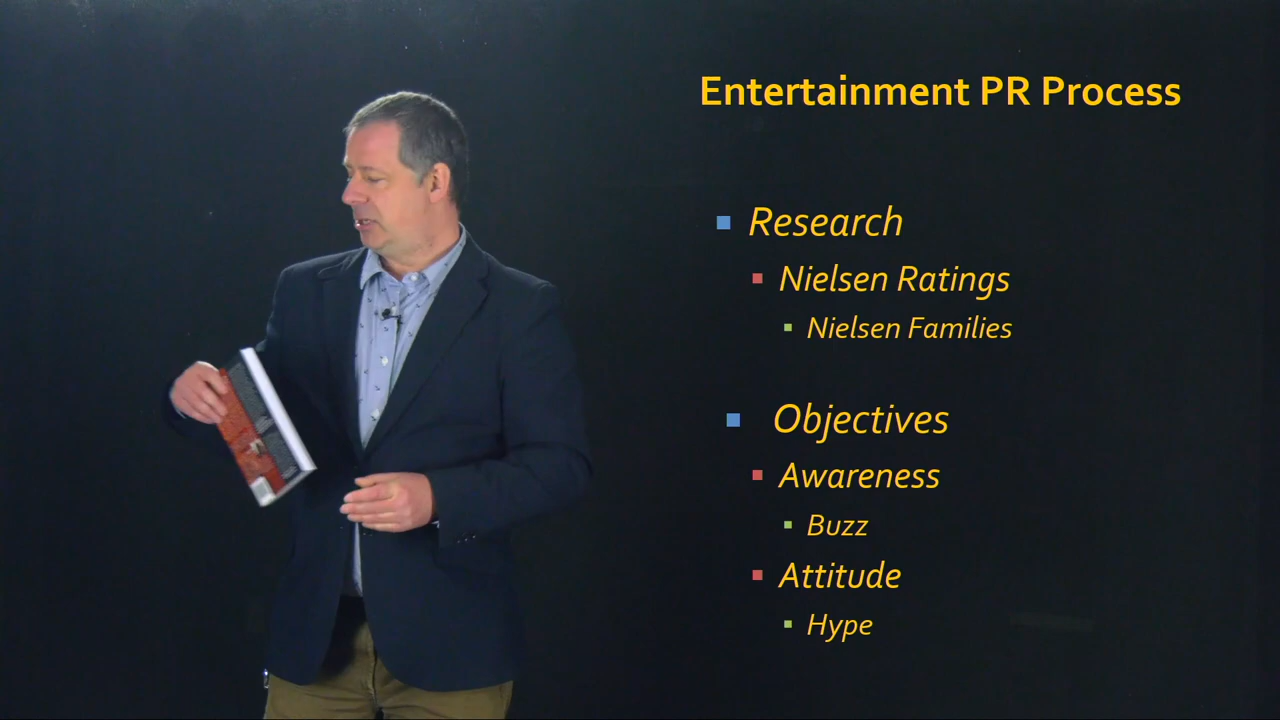 Entertainment PR Process
Research
Nielsen Ratings
Nielsen Families
Objectives
Awareness
Buzz
Attitude
Hype